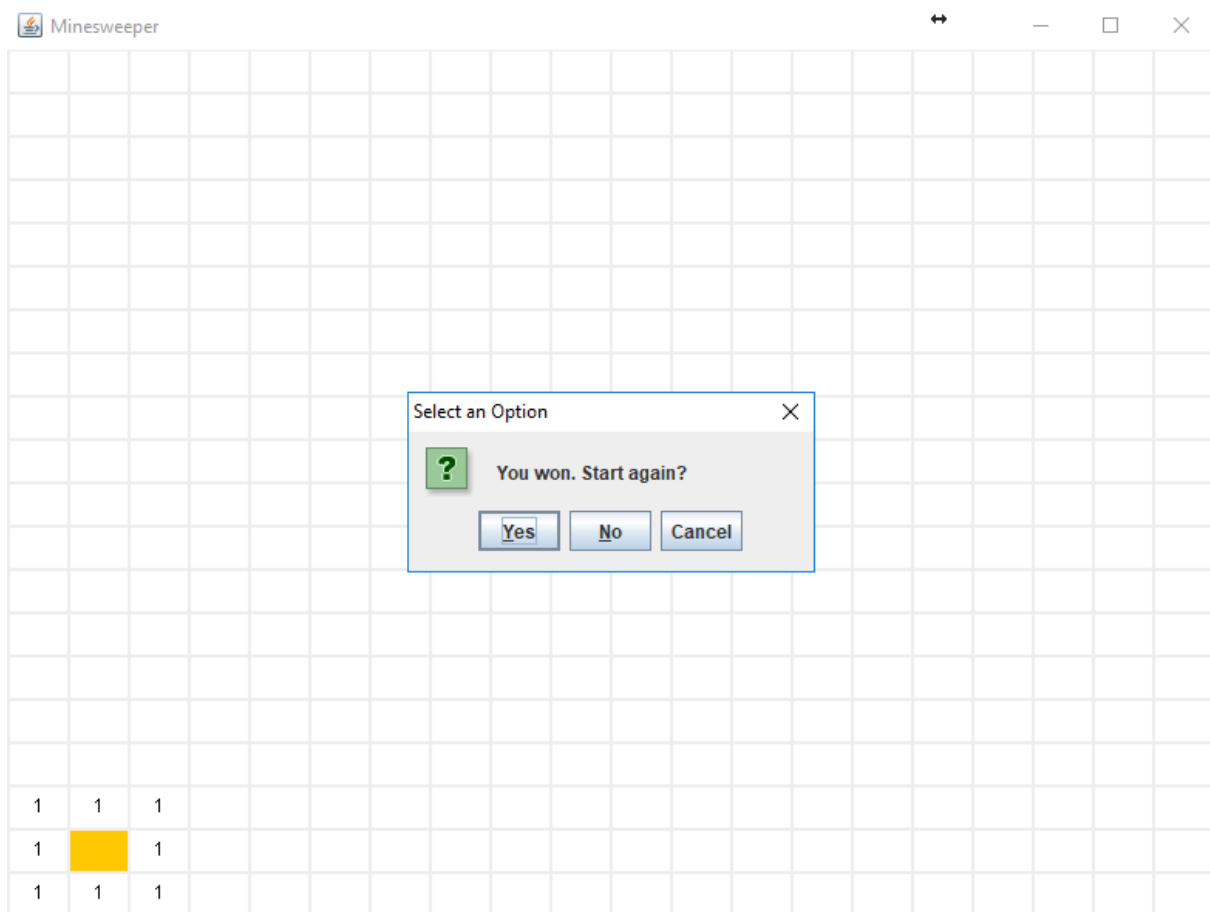 Minesweeper
Select an Option
?
You won. Start again?
Yes No Cancel
1 1 1
1 1
1 1 1